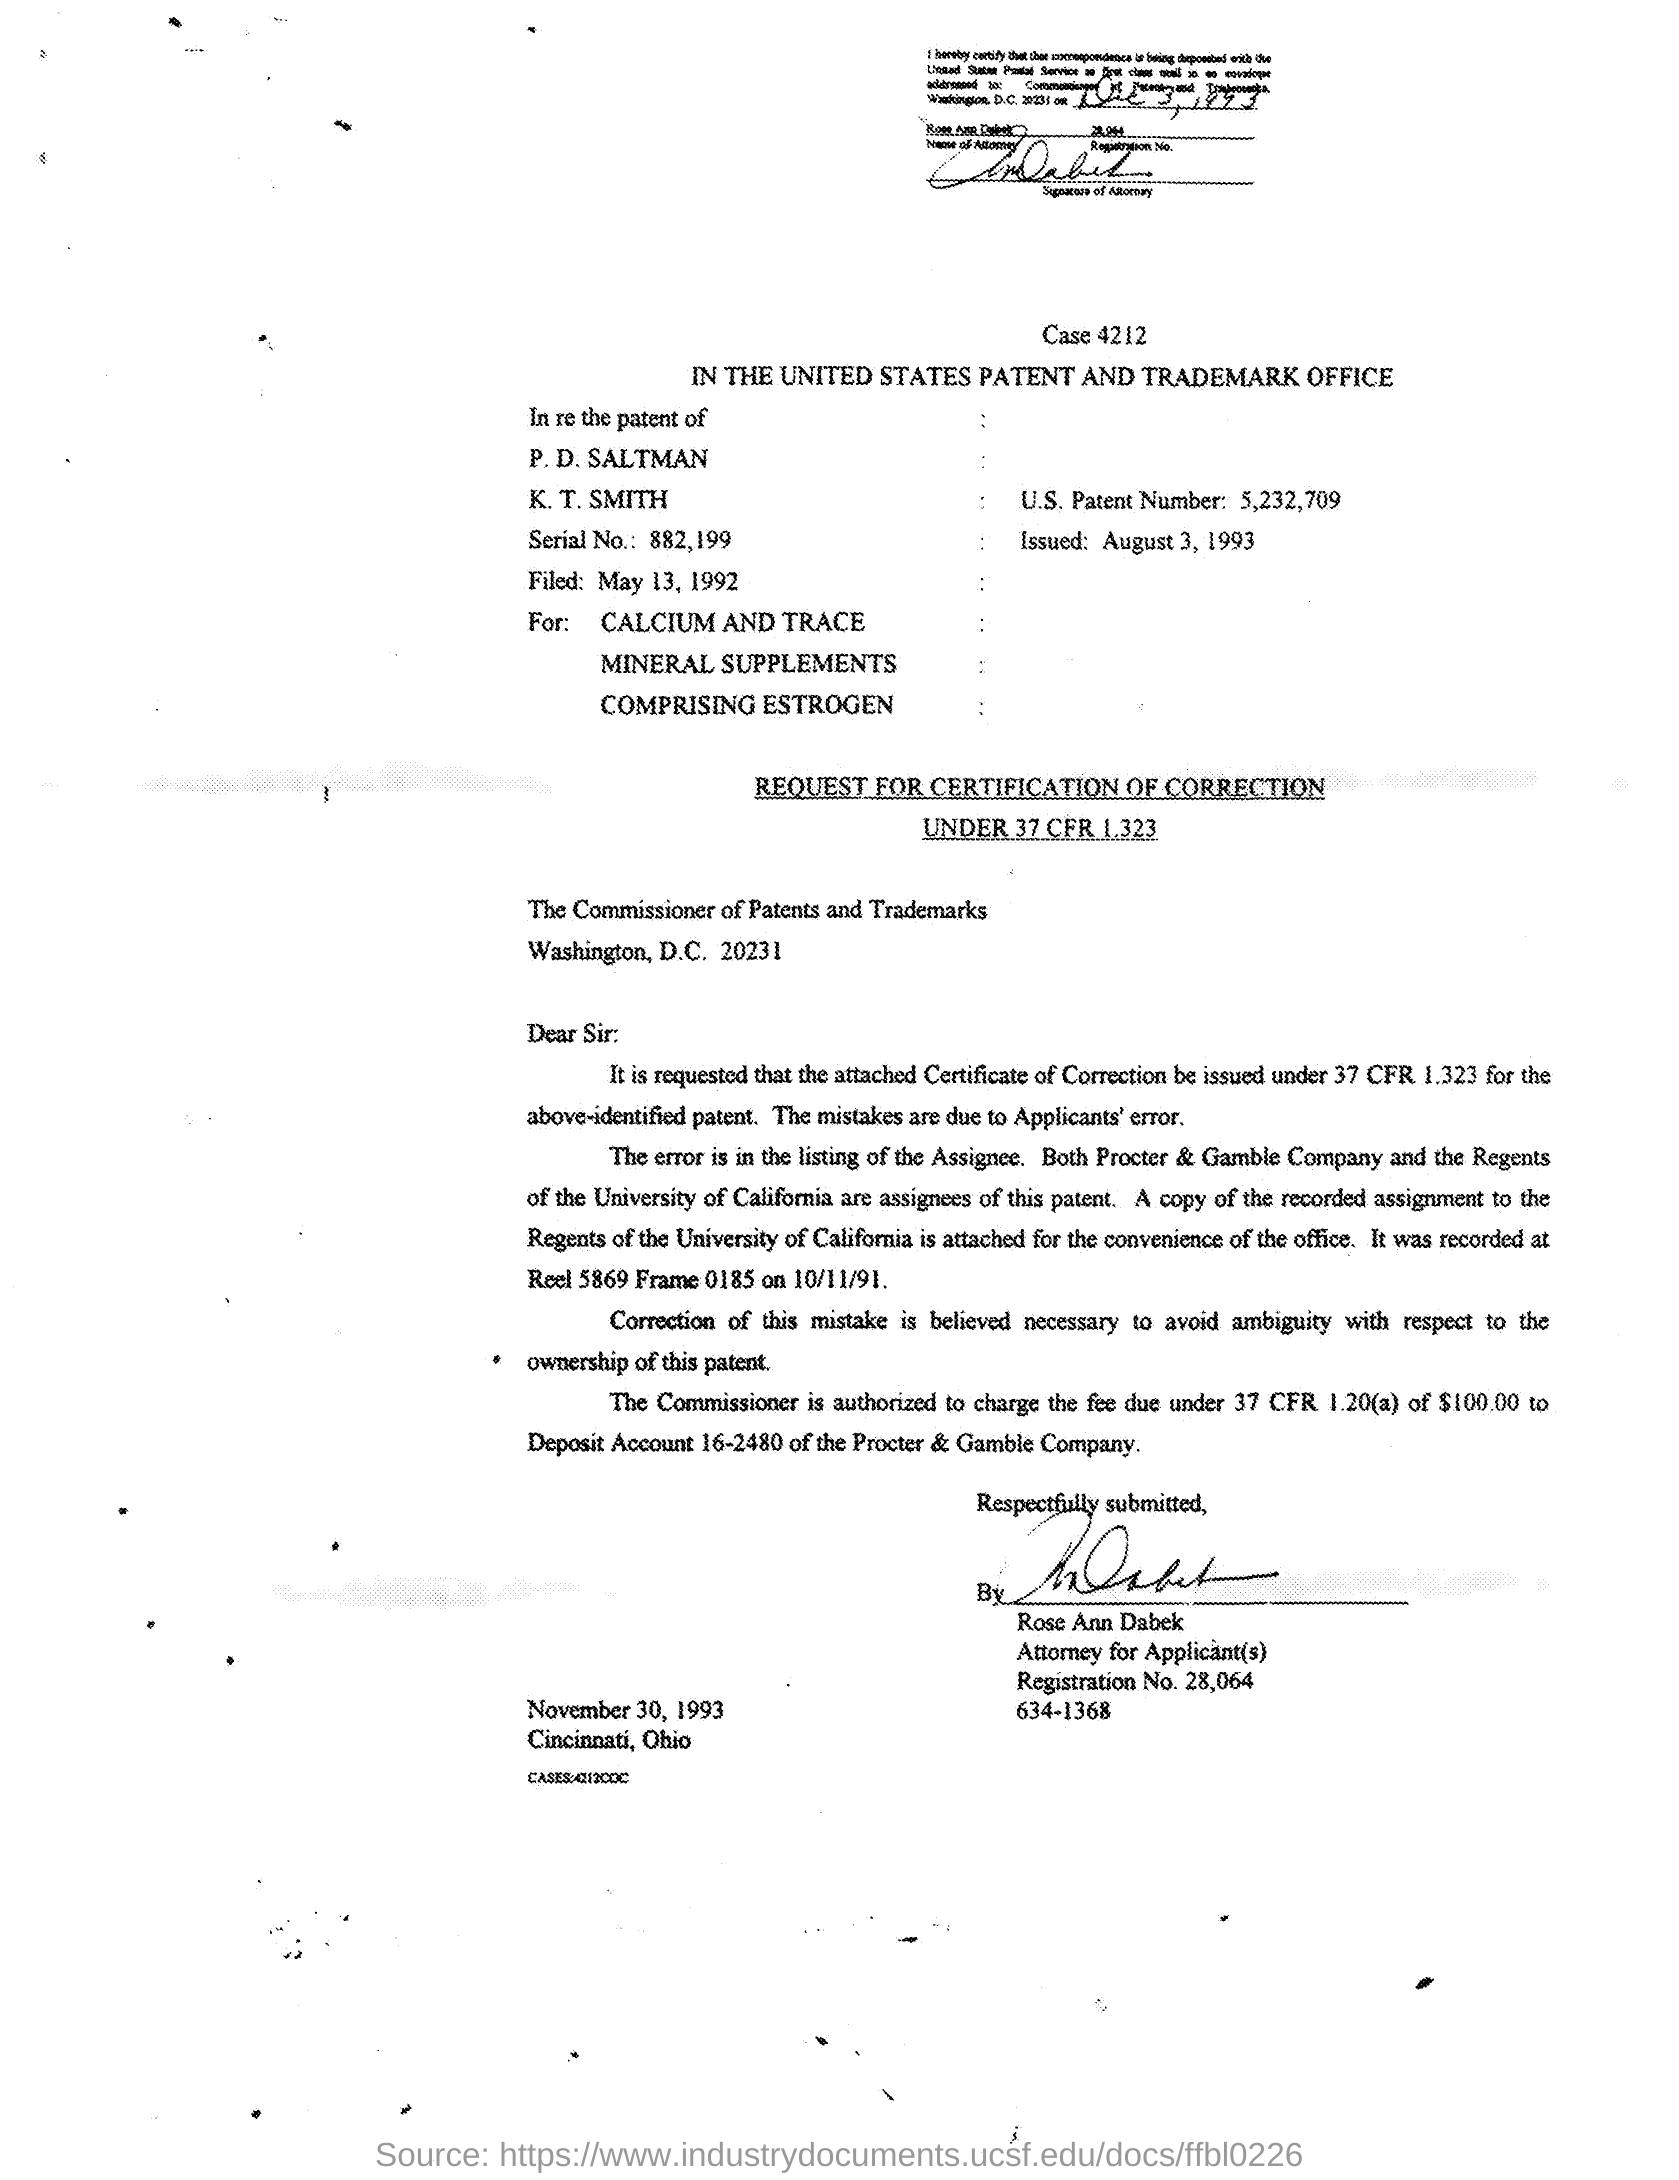 I hereby certify that this correspondence is being deposited with the
United States Postal Service as first class mail in an envelope
addressed to: Commissioner of Patents and Trademarks,
Washington, D.C. 20231 on Dec 3, 1993
Rose Ann Dabek 28,064
Name of Attorney Registration No.
Signature of Attorney
Case 4212
IN THE UNITED STATES PATENT AND TRADEMARK OFFICE
In re the patent of :
P. D. SALTMAN :
K. T. SMITH : U.S. Patent Number: 5,232,709
Serial No.: 882,199 : Issued: August 3, 1993
Filed: May 13, 1992 :
For: CALCIUM AND TRACE :
MINERAL SUPPLEMENTS :
COMPRISING ESTROGEN :
REQUEST FOR CERTIFICATION OF CORRECTION
UNDER 37 CFR 1.323
The Commissioner of Patents and Trademarks
Washington, D.C. 20231
Dear Sir:
It is requested that the attached Certificate of Correction be issued under 37 CFR 1.323 for the
above-identified patent. The mistakes are due to Applicants' error.
The error is in the listing of the Assignee. Both Procter & Gamble Company and the Regents
of the University of California are assignees of this patent. A copy of the recorded assignment to the
Regents of the University of California is attached for the convenience of the office. It was recorded at
Reel 5869 Frame 0185 on 10/11/91.
Correction of this mistake is believed necessary to avoid ambiguity with respect to the
ownership of this patent.
The Commissioner is authorized to charge the fee due under 37 CFR 1.20(a) of $100.00 to
Deposit Account 16-2480 of the Procter & Gamble Company.
Respectfully submitted,
By
Rose Ann Dabek
Attorney for Applicant(s)
Registration No. 28,064
634-1368
November 30, 1993
Cincinnati, Ohio
CASES:4212COC
Source: https://www.industrydocuments.ucsf.edu/docs/ffbl0226